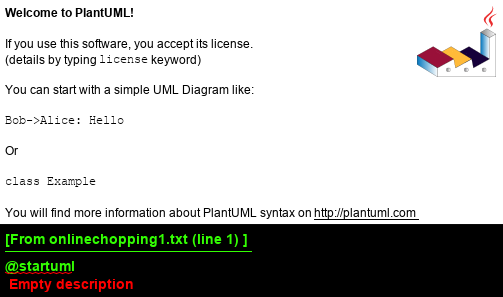 Welcome to PlantUML!
If you use this software, you accept its license.
(details by typing license keyword)
You can start with a simple UML Diagram like:
Bob->Alice: Hello
Or
class Example
You will find more information about PlantUML syntax on http://plantuml.com
[From onlinechopping1.txt (line 1) ]
@startuml
Empty description